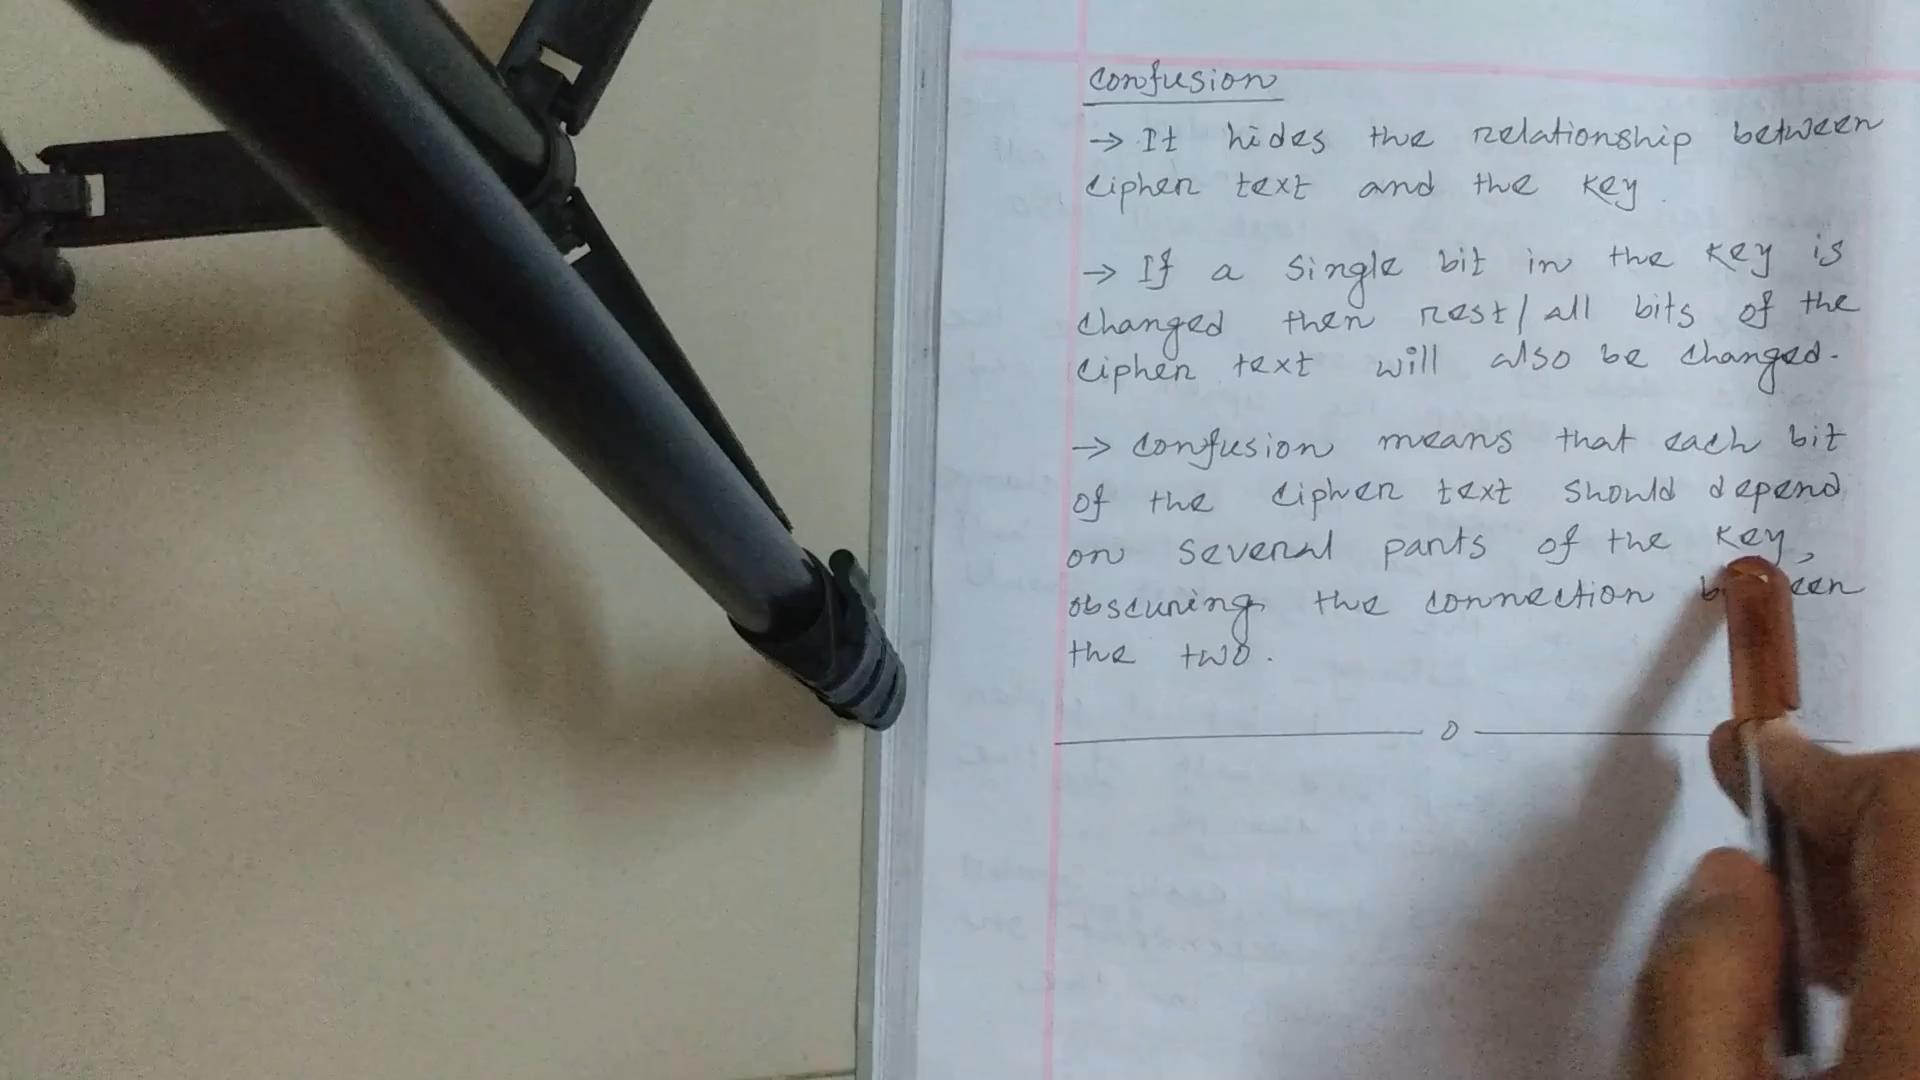 Confusion
→ It hides the relationship between
cipher text and the key.
→ If a single bit in the key is
changed then rest/all bits of the
cipher text will also be changed.
→ Confusion means that each bit
of the cipher text should depend
on several parts of the key,
obscuring the connection
the two.